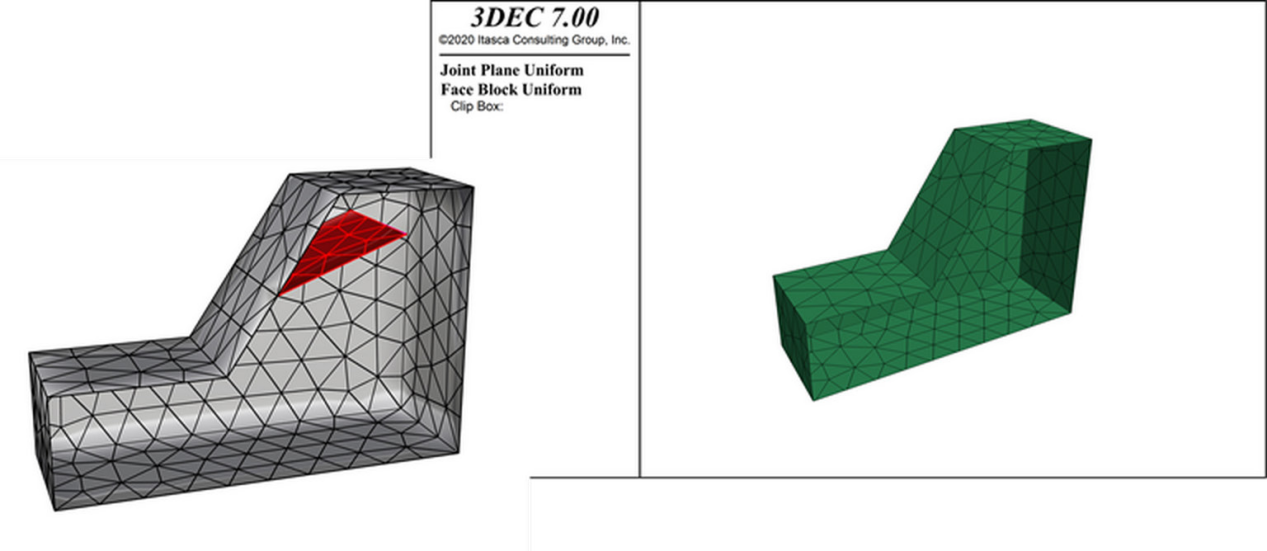 3DEC 7.00
©2020 Itasca Consulting Group, Inc.
Joint Plane Uniform
Face Block Uniform
Clip Box: